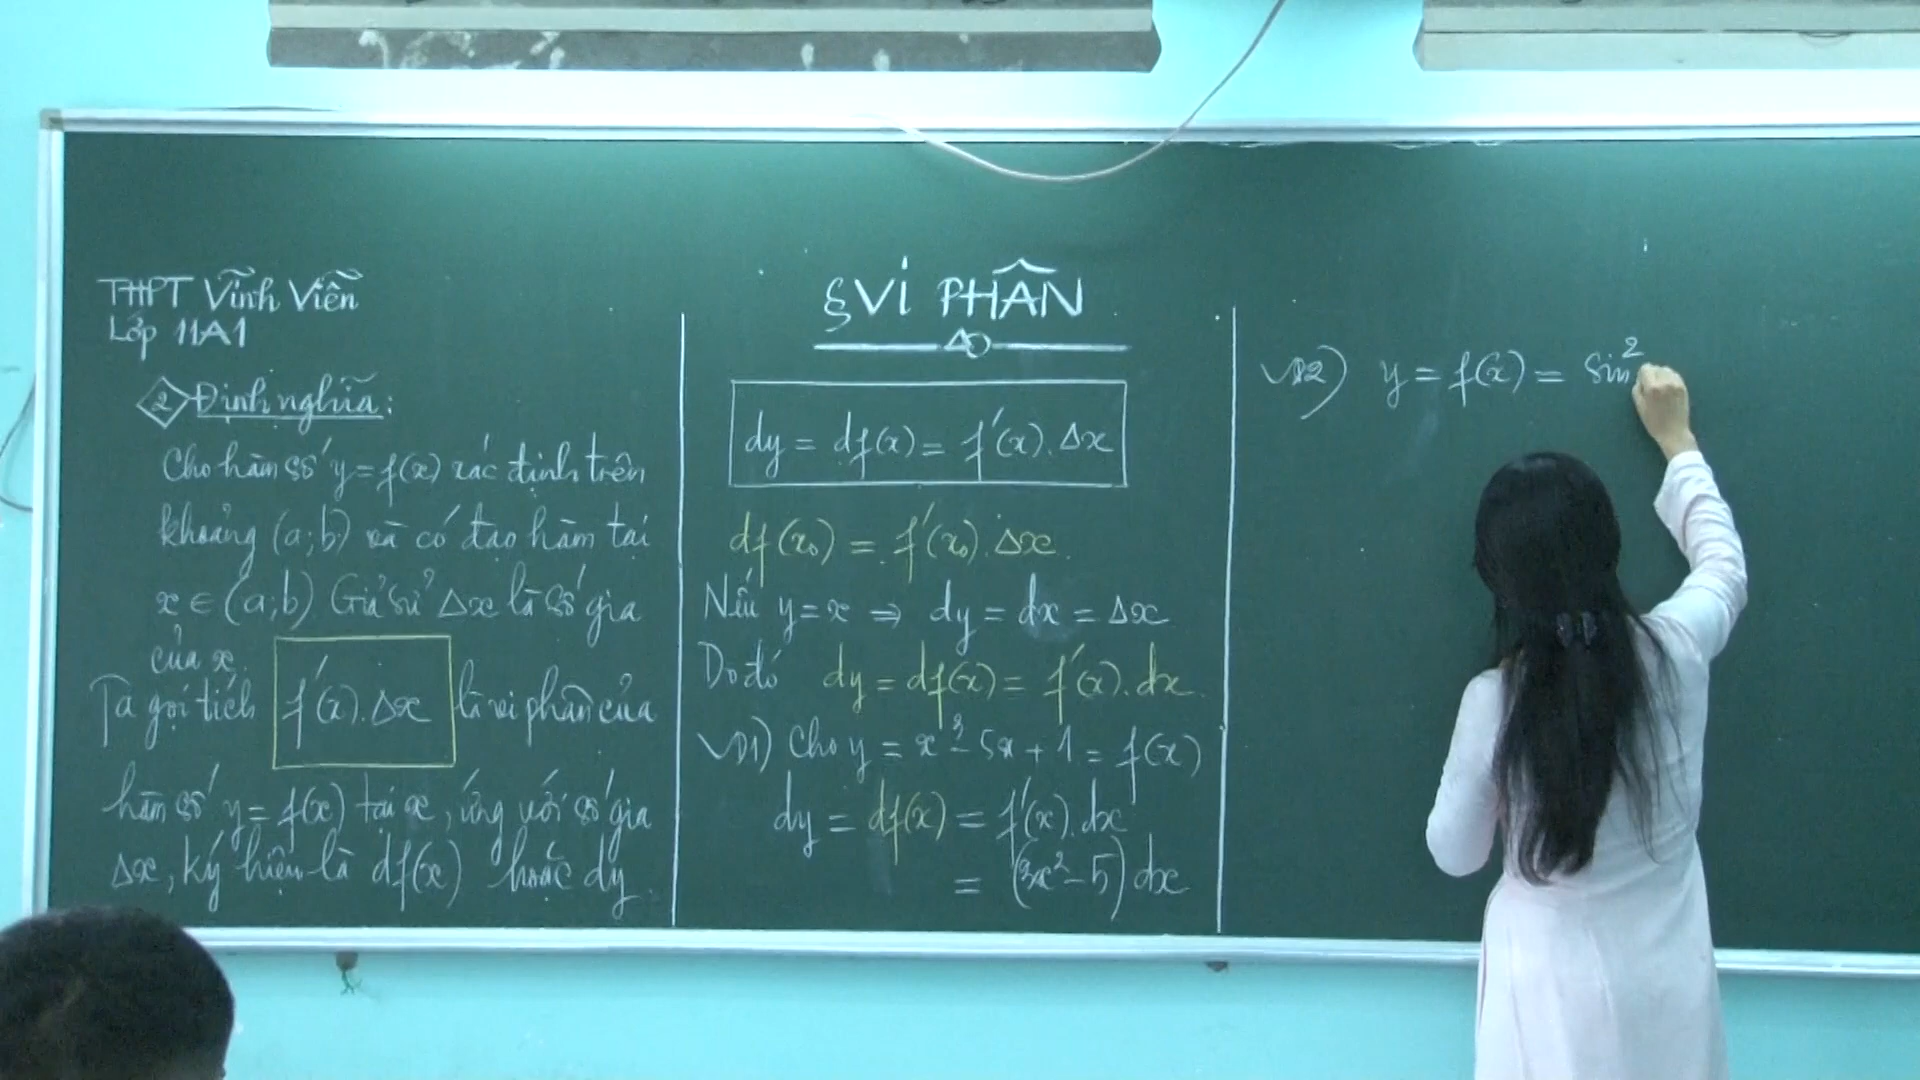 THPT Vĩnh Viễn
Lớp 11A1
2 Định nghĩa:
Cho hàm số y=f(x) xác định trên
khoảng (a;b) và có đạo hàm tại
x ∈ (a;b). Giả sử Δx là số gia
của x.
Ta gọi tích f'(x).Δx là vi phân của
hàm số y=f(x) tại x, ứng với số gia
Δx, ký hiệu là df(x) hoặc dy.
§ VI PHÂN
dy = df(x) = f'(x).Δx
df(x₀) = f'(x₀).Δx.
Nếu y=x ⇒ dy = dx = Δx
Do đó dy = df(x) = f'(x).dx.
VD1) Cho y = x³ - 5x + 1 = f(x)
dy = df(x) = f'(x).dx
= (3x² - 5) dx
VD2) y = f(x) = sin²